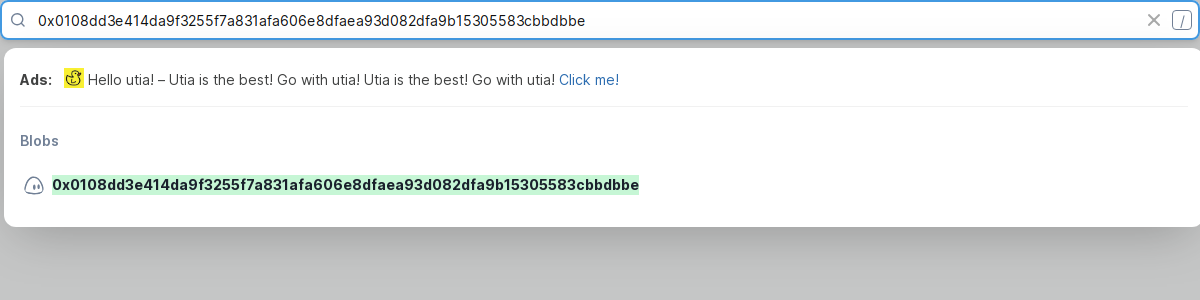 0x0108dd3e414da9f3255f7a831afa606e8dfaea93d082dfa9b15305583cbbdbbe /
Ads: Hello utia! – Utia is the best! Go with utia! Utia is the best! Go with utia! Click me!
Blobs
0x0108dd3e414da9f3255f7a831afa606e8dfaea93d082dfa9b15305583cbbdbbe